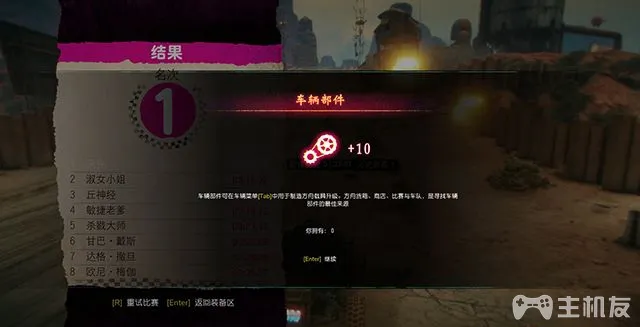 结果
名次
1
车辆部件
+10
2 淑女小姐
3 丘神经
4 敏捷老爹
5 杀戮大师
6 甘巴·戴斯
7 达格·撒旦
8 欧尼·梅伽
车辆部件可在车辆菜单[Tab]中用于制造方舟载具升级。方舟货箱、商店、比赛与车队，是寻找车辆
部件的最佳来源
你拥有：0
[Enter] 继续
[R] 重试比赛 [Enter] 返回装备区
主机友